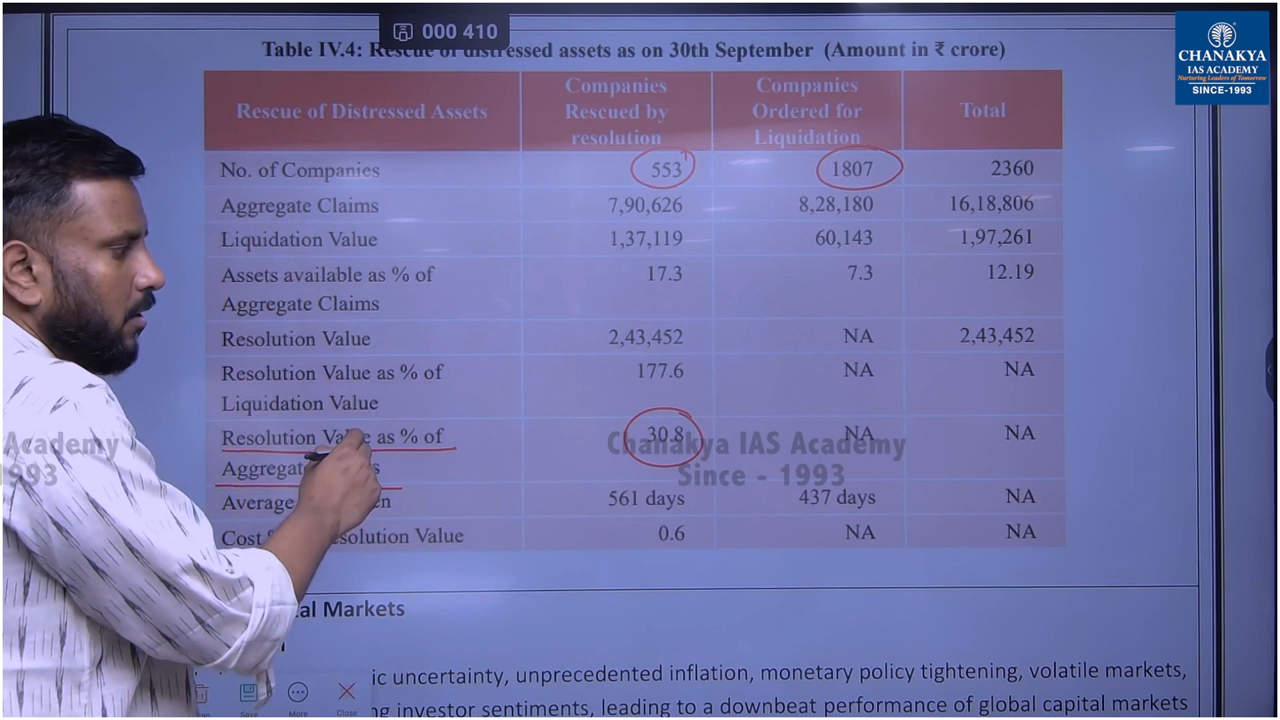 000 410
CHANAKYA
IAS ACADEMY
Nurturing Leaders of Tomorrow
SINCE-1993
Table IV.4: Rescue of distressed assets as on 30th September (Amount in ₹ crore)
Rescue of Distressed Assets
Companies
Rescued by
resolution
Companies
Ordered for
Liquidation
Total
No. of Companies 553 1807 2360
Aggregate Claims 7,90,626 8,28,180 16,18,806
Liquidation Value 1,37,119 60,143 1,97,261
Assets available as % of 17.3 7.3 12.19
Aggregate Claims
Resolution Value 2,43,452 NA 2,43,452
Resolution Value as % of 177.6 NA NA
Liquidation Value
Resolution Value as % of 30.8 NA NA
Aggregat s
Average en 561 days 437 days NA
Cost esolution Value 0.6 NA NA
Academy
1993
Chanakya IAS Academy
Since - 1993
al Markets
ic uncertainty, unprecedented inflation, monetary policy tightening, volatile markets,
ng investor sentiments, leading to a downbeat performance of global capital markets
Save
More
Close